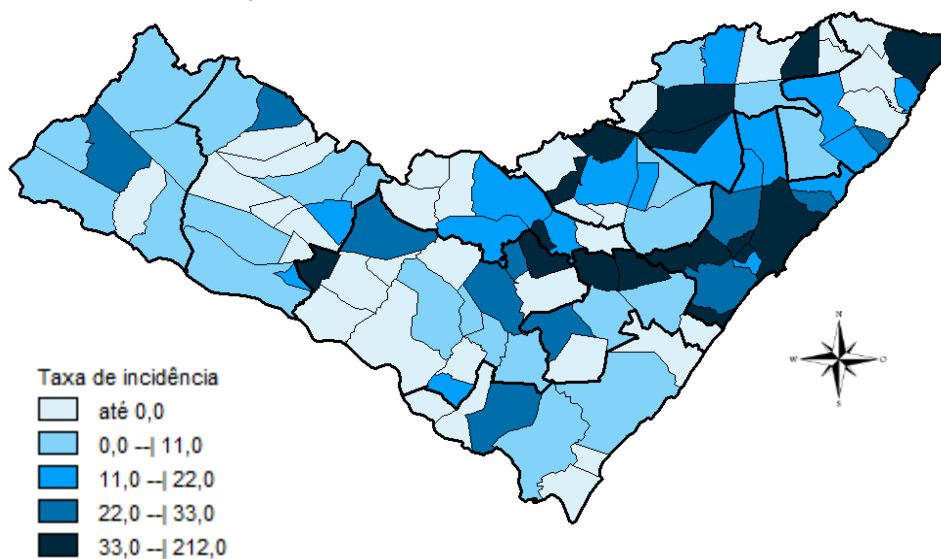 N
W
O
S
Taxa de incidência
até 0,0
0,0 --| 11,0
11,0 --| 22,0
22,0 --| 33,0
33,0 --| 212,0